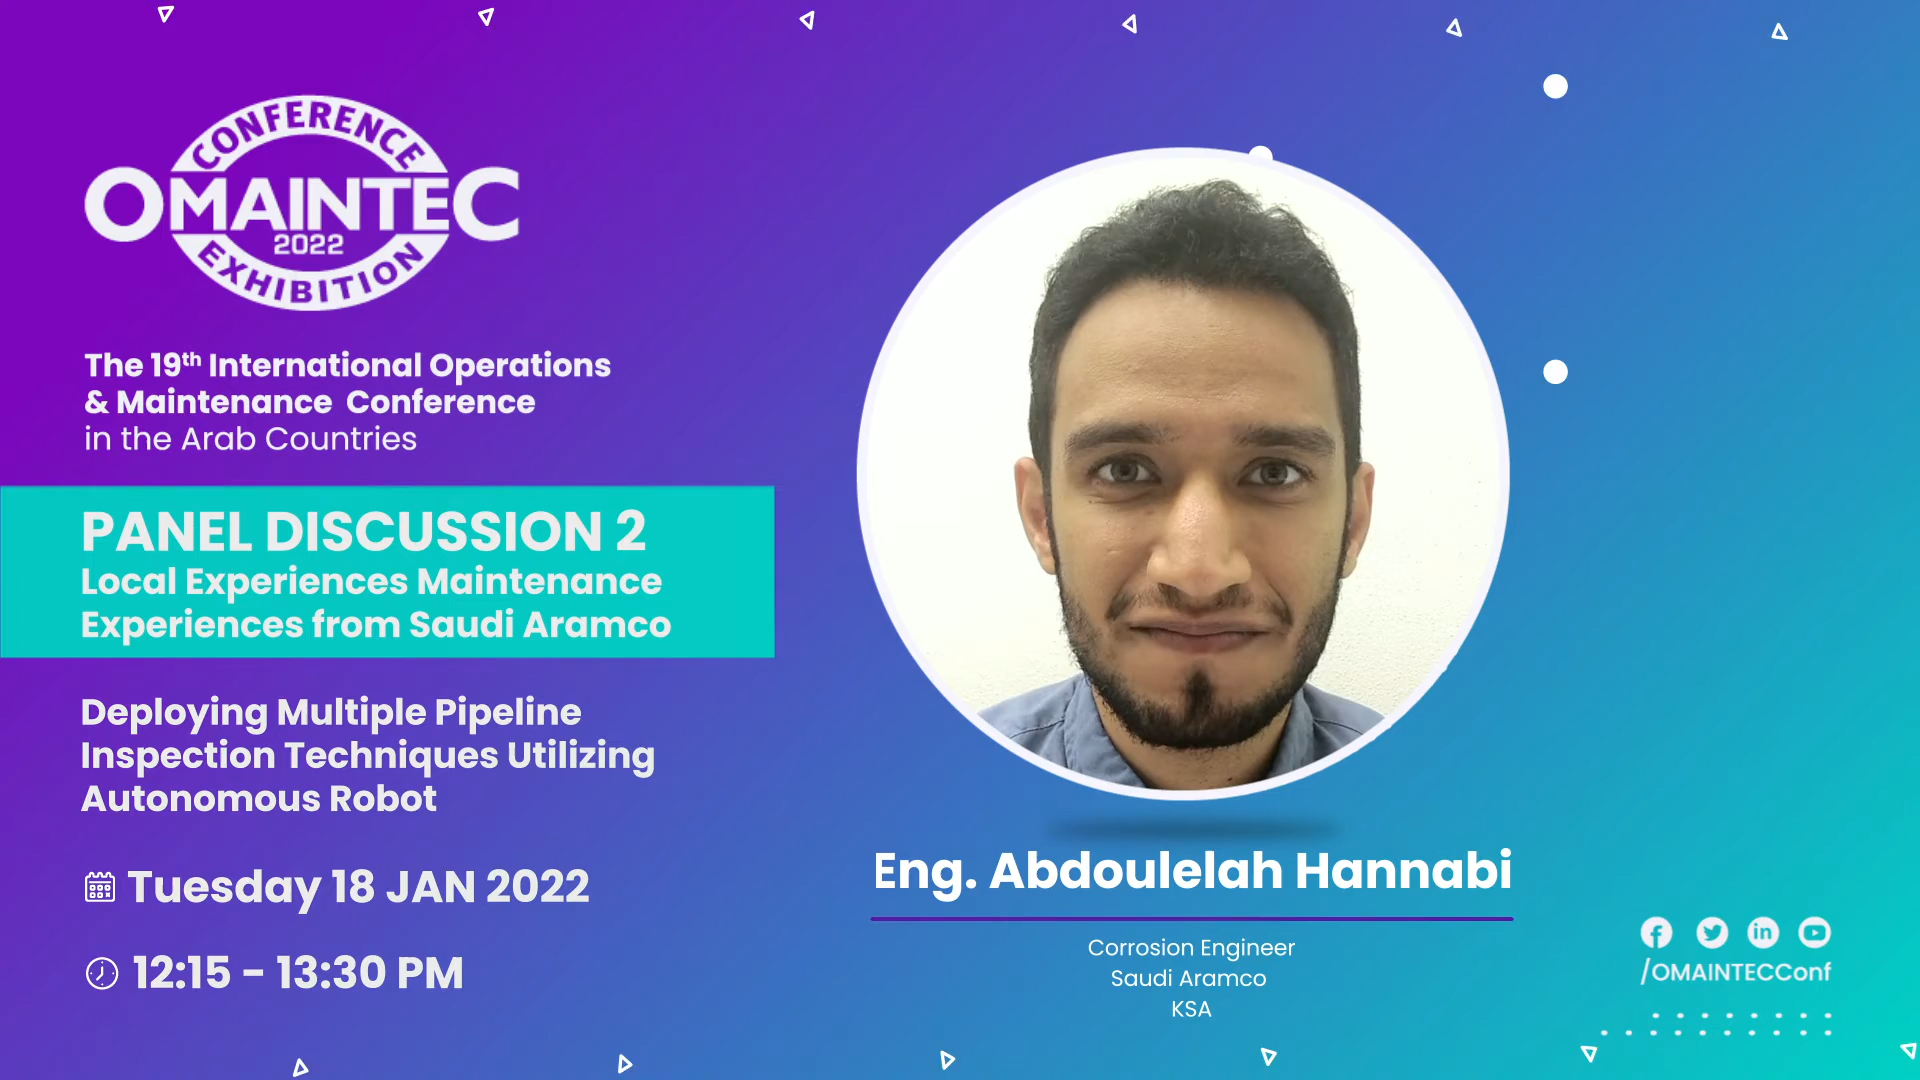 CONFERENCE
OMAINTEC
2022
EXHIBITION
The 19th International Operations
& Maintenance Conference
in the Arab Countries
PANEL DISCUSSION 2
Local Experiences Maintenance
Experiences from Saudi Aramco
Deploying Multiple Pipeline
Inspection Techniques Utilizing
Autonomous Robot
Tuesday 18 JAN 2022
12:15 - 13:30 PM
Eng. Abdoulelah Hannabi
Corrosion Engineer
Saudi Aramco
KSA
/OMAINTECConf